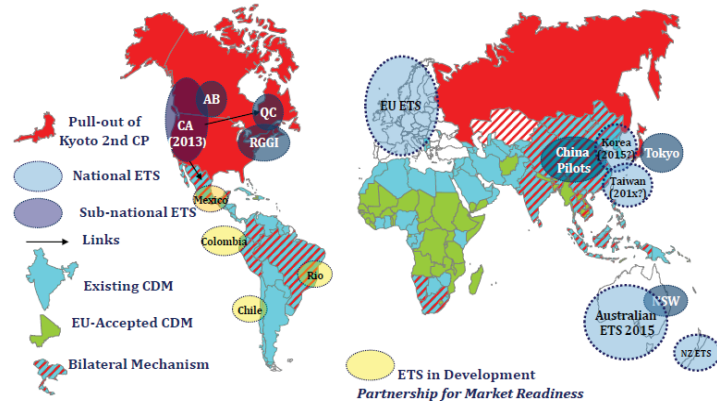 AB
CA
(2013)
QC
RGGI
Pull-out of
Kyoto 2nd CP
National ETS
Sub-national ETS
Links
Existing CDM
EU-Accepted CDM
Bilateral Mechanism
Mexico
Colombia
Rio
Chile
EU ETS
China
Pilots
Korea
(2015?)
Tokyo
Taiwan
(201x?)
NSW
Australian
ETS 2015
NZ ETS
ETS in Development
Partnership for Market Readiness